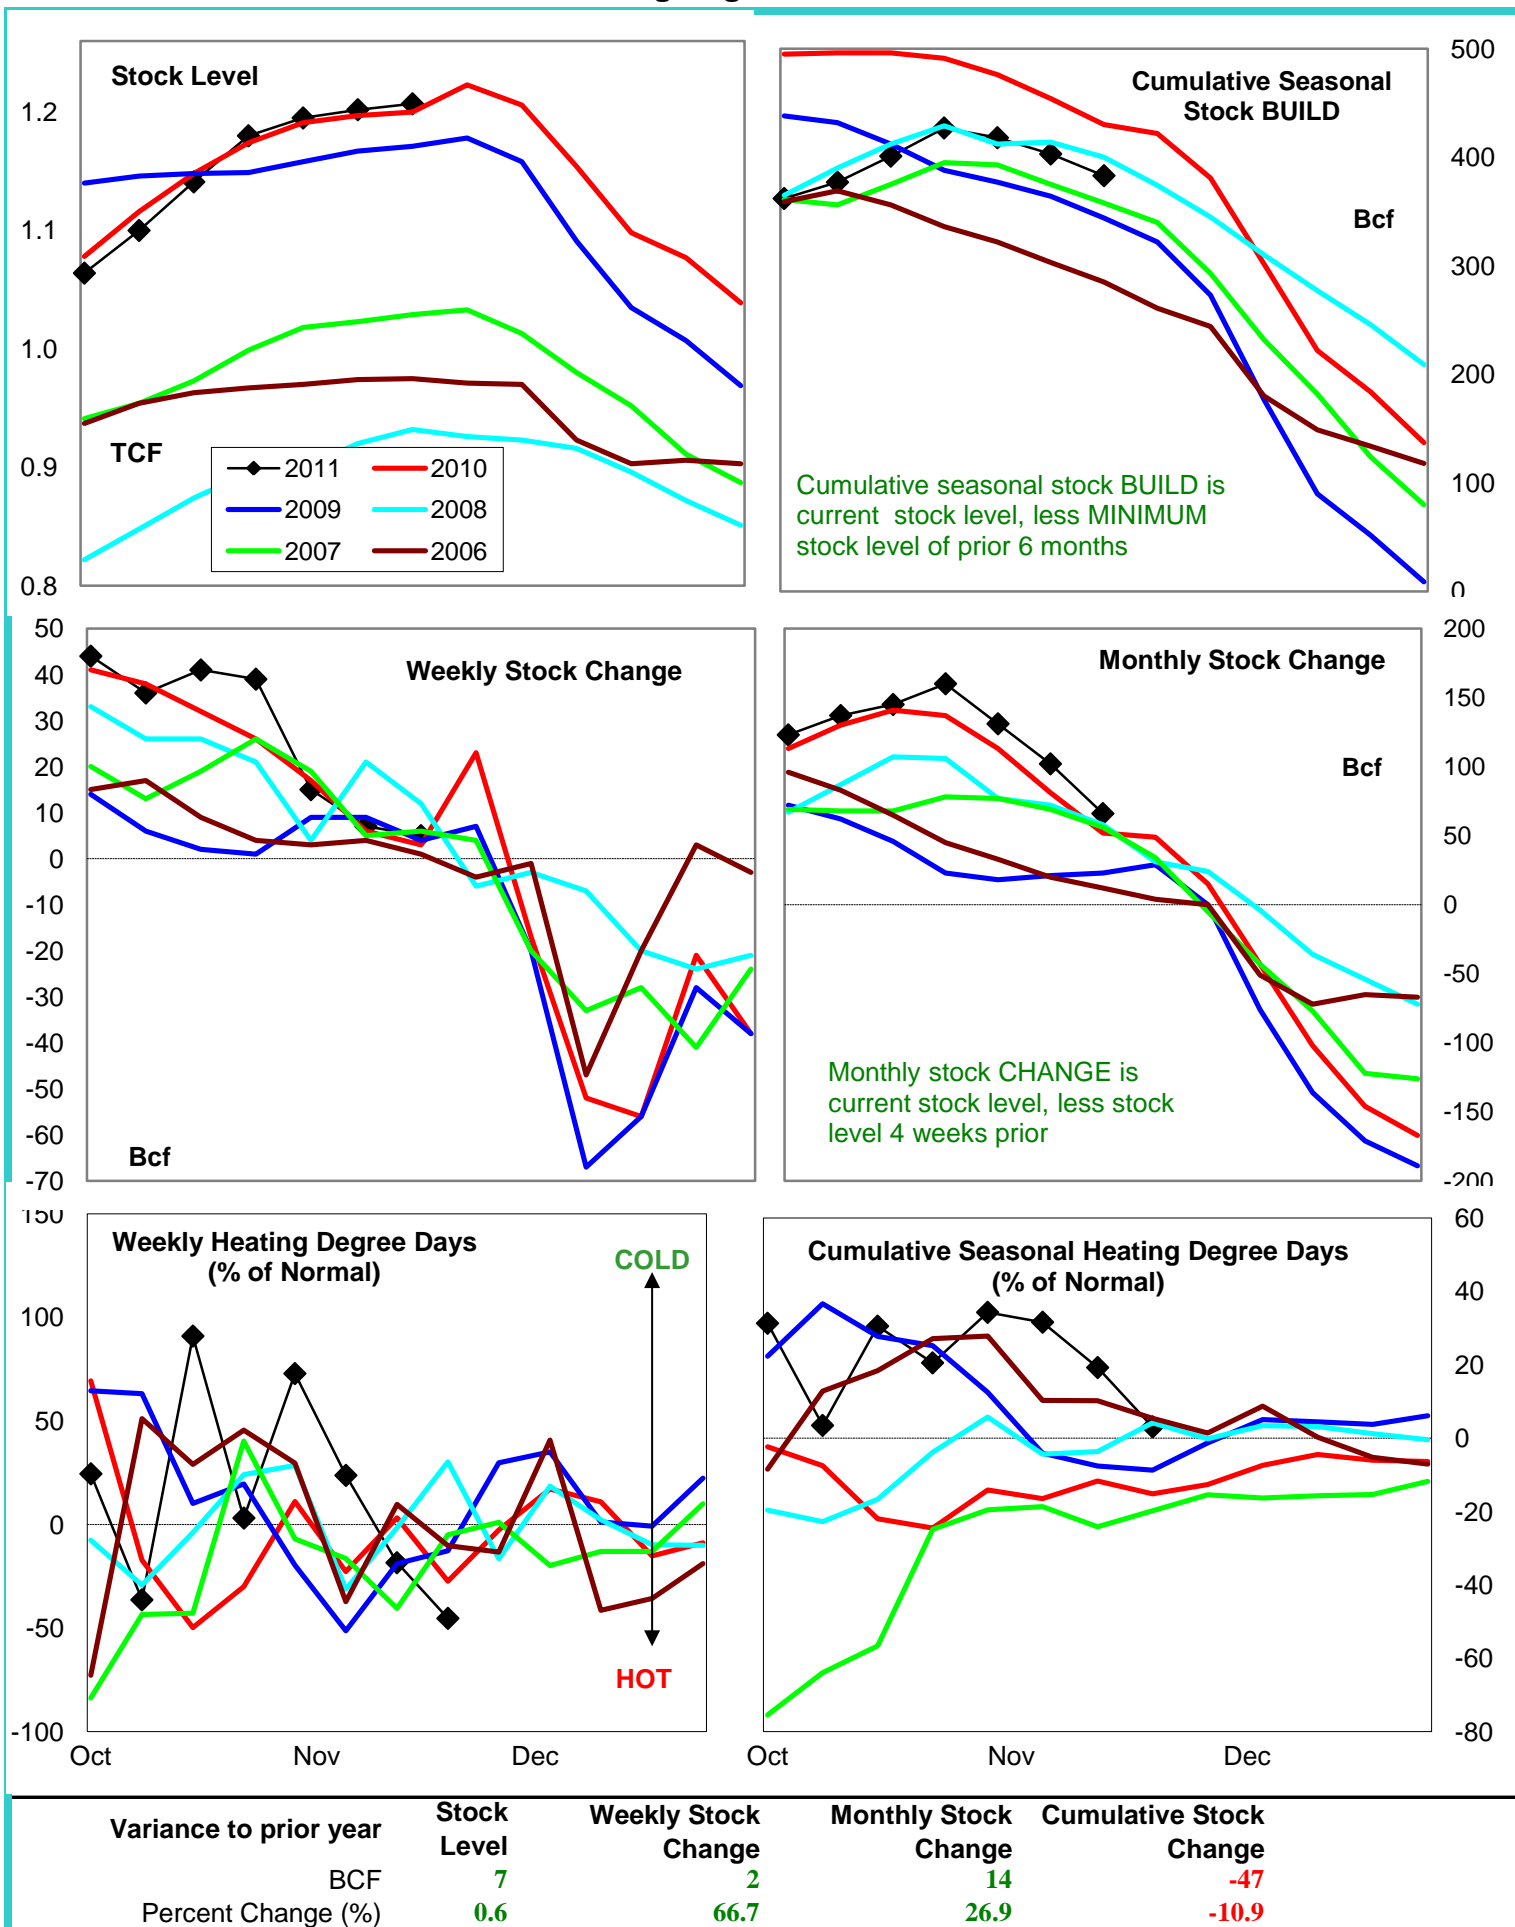 Stock Level
1.2
1.1
1.0
0.9
0.8
TCF
2011 2010
2009 2008
2007 2006
Cumulative Seasonal
Stock BUILD
500
400
Bcf
300
200
100
0
Cumulative seasonal stock BUILD is
current stock level, less MINIMUM
stock level of prior 6 months
50
40
30
20
10
0
-10
-20
-30
-40
-50
-60
-70
Weekly Stock Change
Bcf
Monthly Stock Change
200
150
Bcf
100
50
0
-50
-100
-150
-200
Monthly stock CHANGE is
current stock level, less stock
level 4 weeks prior
150
100
50
0
-50
-100
Weekly Heating Degree Days
(% of Normal)
COLD
HOT
Oct Nov Dec
Cumulative Seasonal Heating Degree Days
(% of Normal)
60
40
20
0
-20
-40
-60
-80
Oct Nov Dec
Variance to prior year Stock Level Weekly Stock Change Monthly Stock Change Cumulative Stock Change
BCF 7 2 14 -47
Percent Change (%) 0.6 66.7 26.9 -10.9